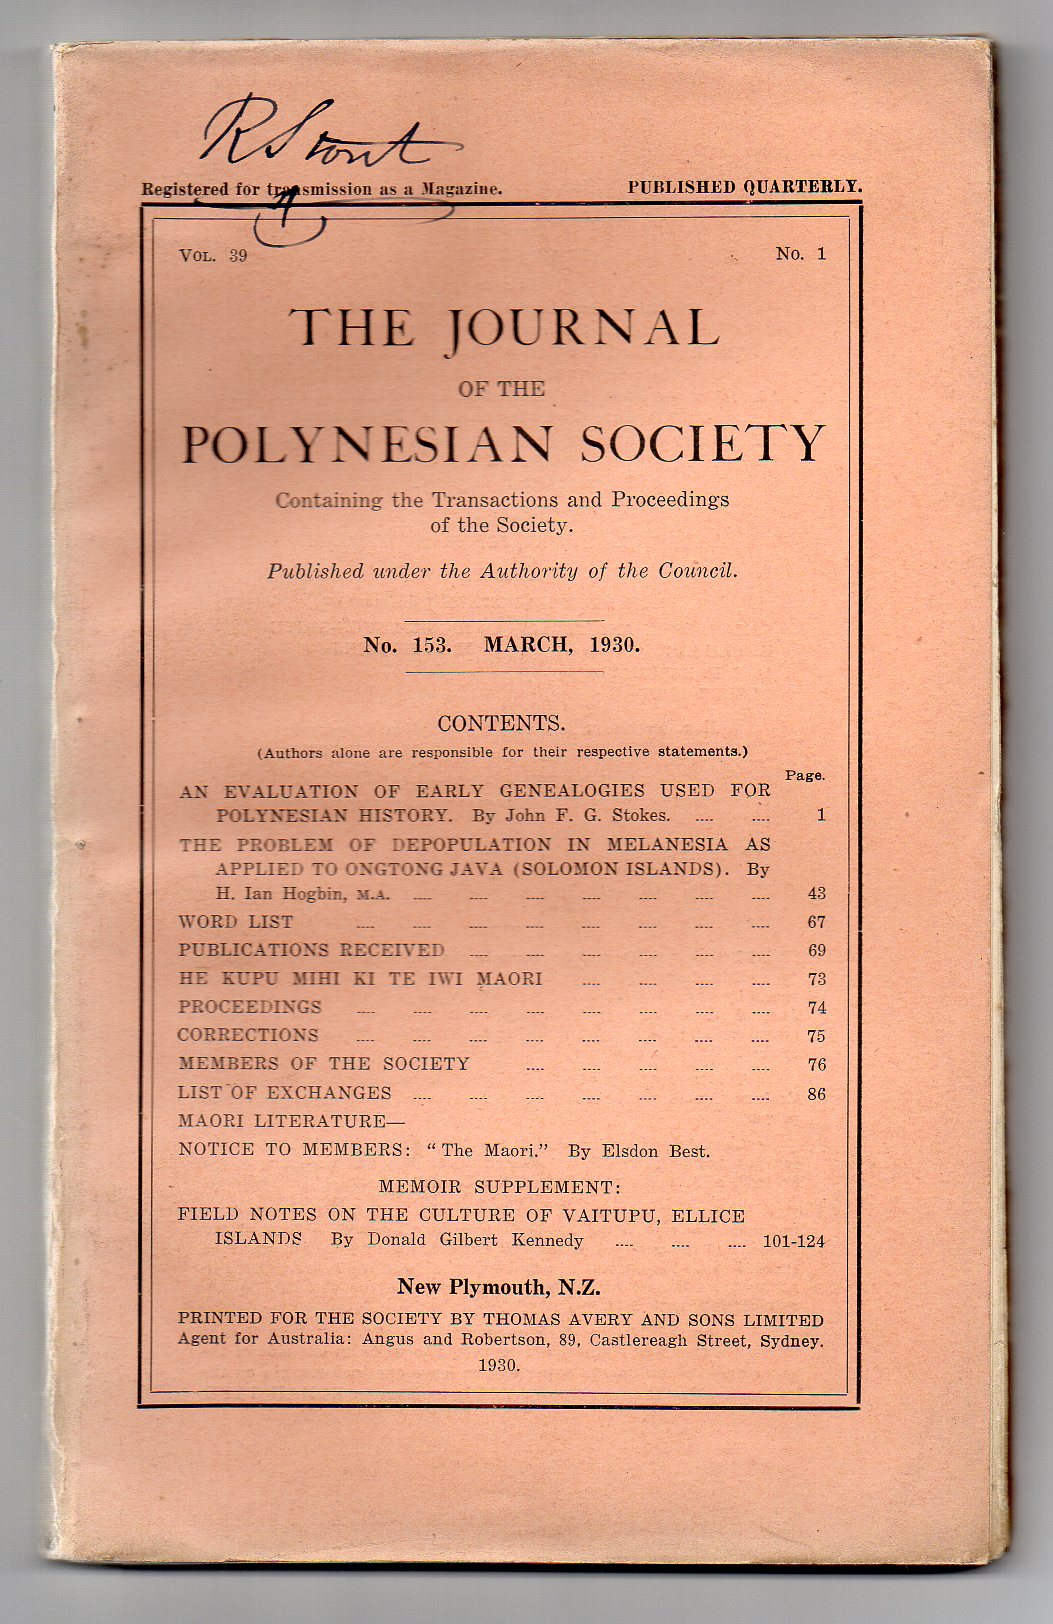 R Stout
Registered for transmission as a Magazine. PUBLISHED QUARTERLY.
VOL. 39 No. 1
THE JOURNAL
OF THE
POLYNESIAN SOCIETY
Containing the Transactions and Proceedings
of the Society.
Published under the Authority of the Council.
No. 153. MARCH, 1930.
CONTENTS.
(Authors alone are responsible for their respective statements.)
Page.
AN EVALUATION OF EARLY GENEALOGIES USED FOR
POLYNESIAN HISTORY. By John F. G. Stokes. .... .... 1
THE PROBLEM OF DEPOPULATION IN MELANESIA AS
APPLIED TO ONGTONG JAVA (SOLOMON ISLANDS). By
H. Ian Hogbin, M.A. .... .... .... .... .... .... .... 43
WORD LIST .... .... .... .... .... .... .... .... 67
PUBLICATIONS RECEIVED .... .... .... .... .... .... 69
HE KUPU MIHI KI TE IWI MAORI .... .... .... .... 73
PROCEEDINGS .... .... .... .... .... .... .... .... 74
CORRECTIONS .... .... .... .... .... .... .... .... 75
MEMBERS OF THE SOCIETY .... .... .... .... .... 76
LIST OF EXCHANGES .... .... .... .... .... .... .... 86
MAORI LITERATURE—
NOTICE TO MEMBERS: “The Maori.” By Elsdon Best.
MEMOIR SUPPLEMENT:
FIELD NOTES ON THE CULTURE OF VAITUPU, ELLICE
ISLANDS By Donald Gilbert Kennedy .... .... .... 101-124
New Plymouth, N.Z.
PRINTED FOR THE SOCIETY BY THOMAS AVERY AND SONS LIMITED
Agent for Australia: Angus and Robertson, 89, Castlereagh Street, Sydney.
1930.